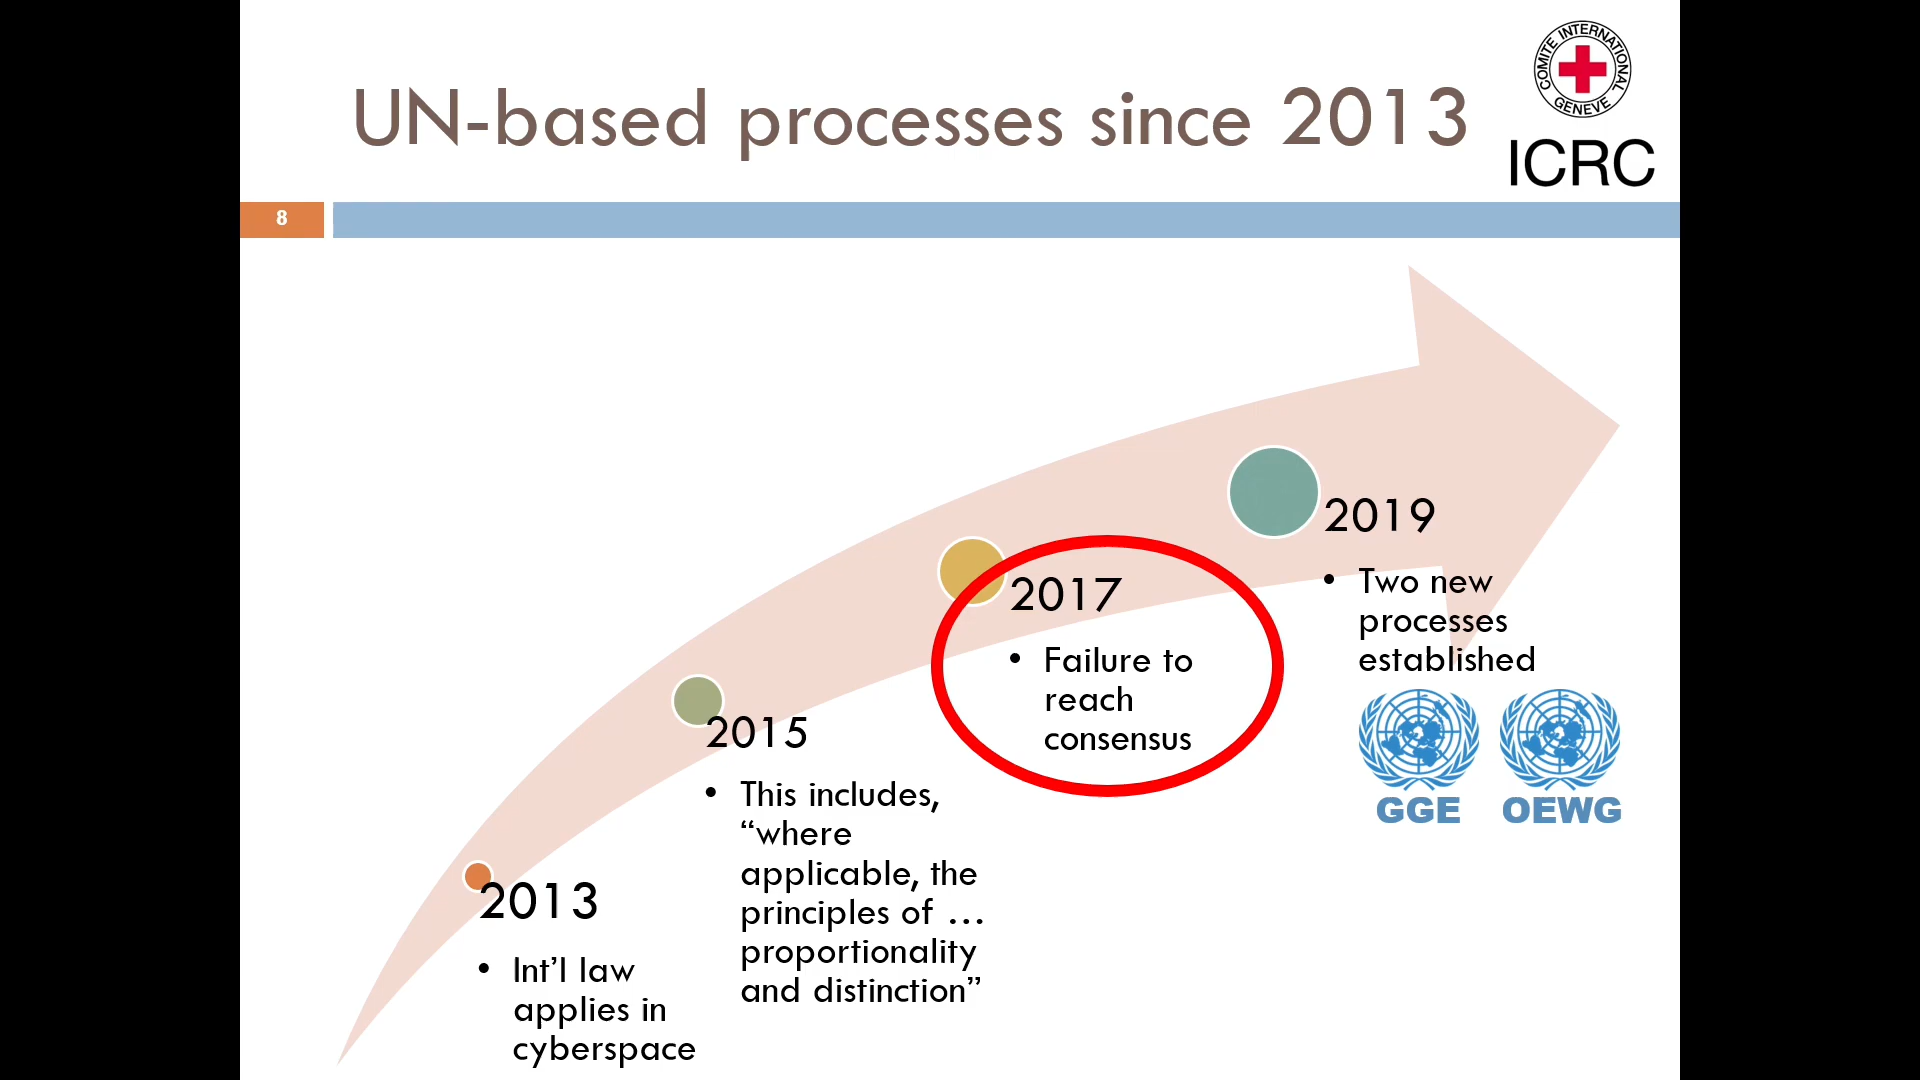 UN-based processes since 2013
COMITE INTERNATIONAL
GENEVE
ICRC
8
2013
• Int’l law
applies in
cyberspace
2015
• This includes,
“where
applicable, the
principles of …
proportionality
and distinction”
2017
• Failure to
reach
consensus
2019
• Two new
processes
established
GGE
OEWG